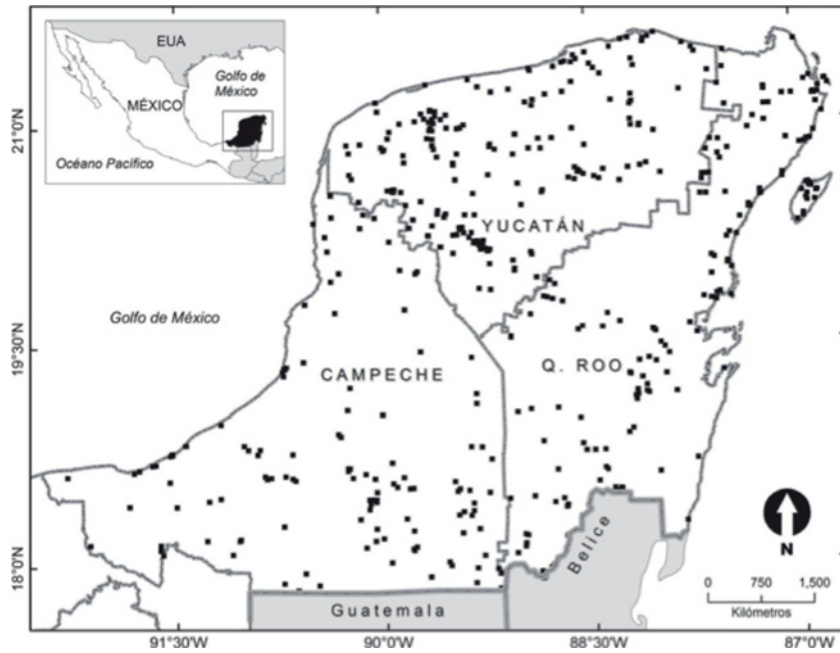 EUA
Golfo de
México
MÉXICO
Océano Pacífico
21°0'N
19°30'N
18°0'N
YUCATÁN
Golfo de México
CAMPECHE
Q. ROO
Belice
Guatemala
N
0 750 1,500
Kilómetros
91°30'W 90°0'W 88°30'W 87°0'W